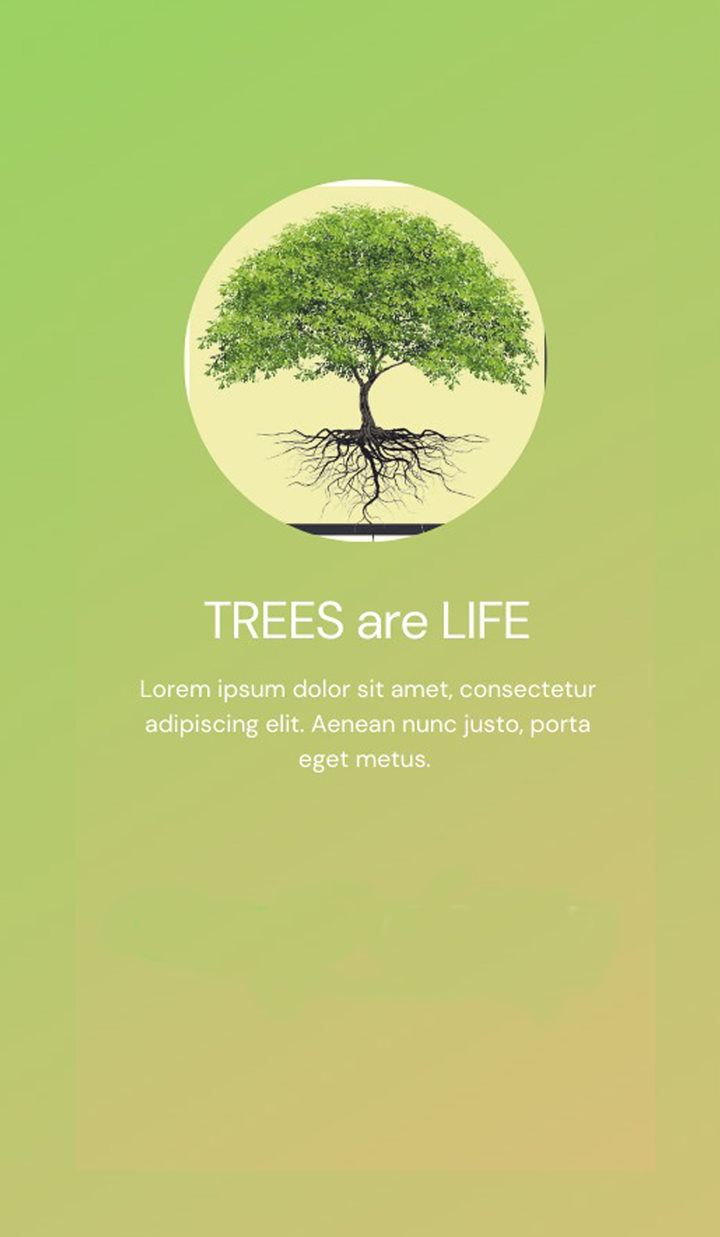 TREES are LIFE
Lorem ipsum dolor sit amet, consectetur
adipiscing elit. Aenean nunc justo, porta
eget metus.